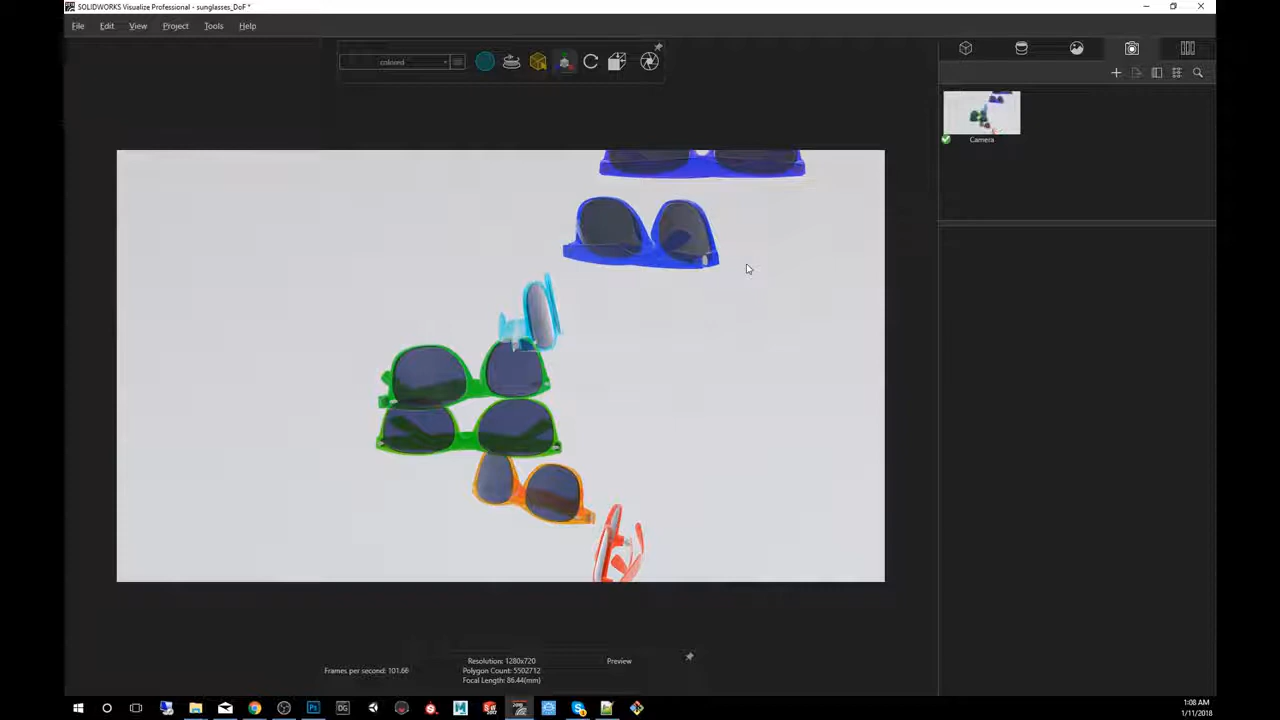 SOLIDWORKS Visualize Professional - sunglasses_DoF *
File Edit View Project Tools Help
colored
Camera
Resolution: 1280x720
Preview
Frames per second: 101.66
Polygon Count: 5502712
Focal Length: 86.44(mm)
1:08 AM
1/11/2018